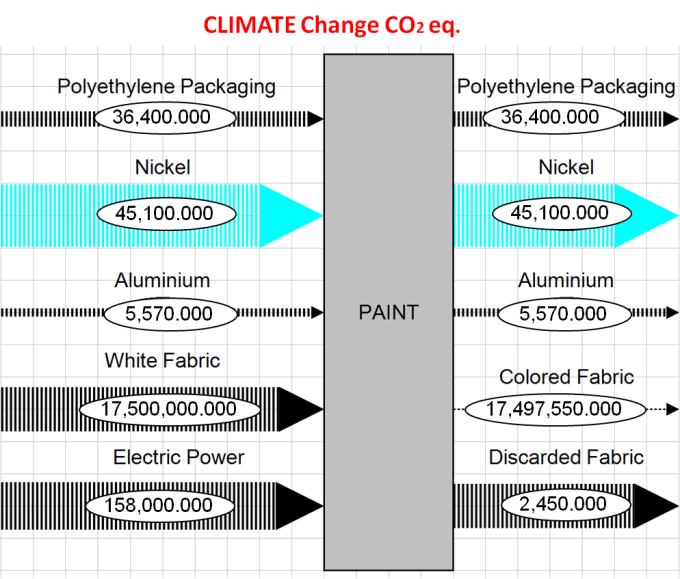 CLIMATE Change CO₂ eq.
Polyethylene Packaging
36,400.000
Nickel
45,100.000
Aluminium
5,570.000
White Fabric
17,500,000.000
Electric Power
158,000.000
PAINT
Polyethylene Packaging
36,400.000
Nickel
45,100.000
Aluminium
5,570.000
Colored Fabric
17,497,550.000
Discarded Fabric
2,450.000